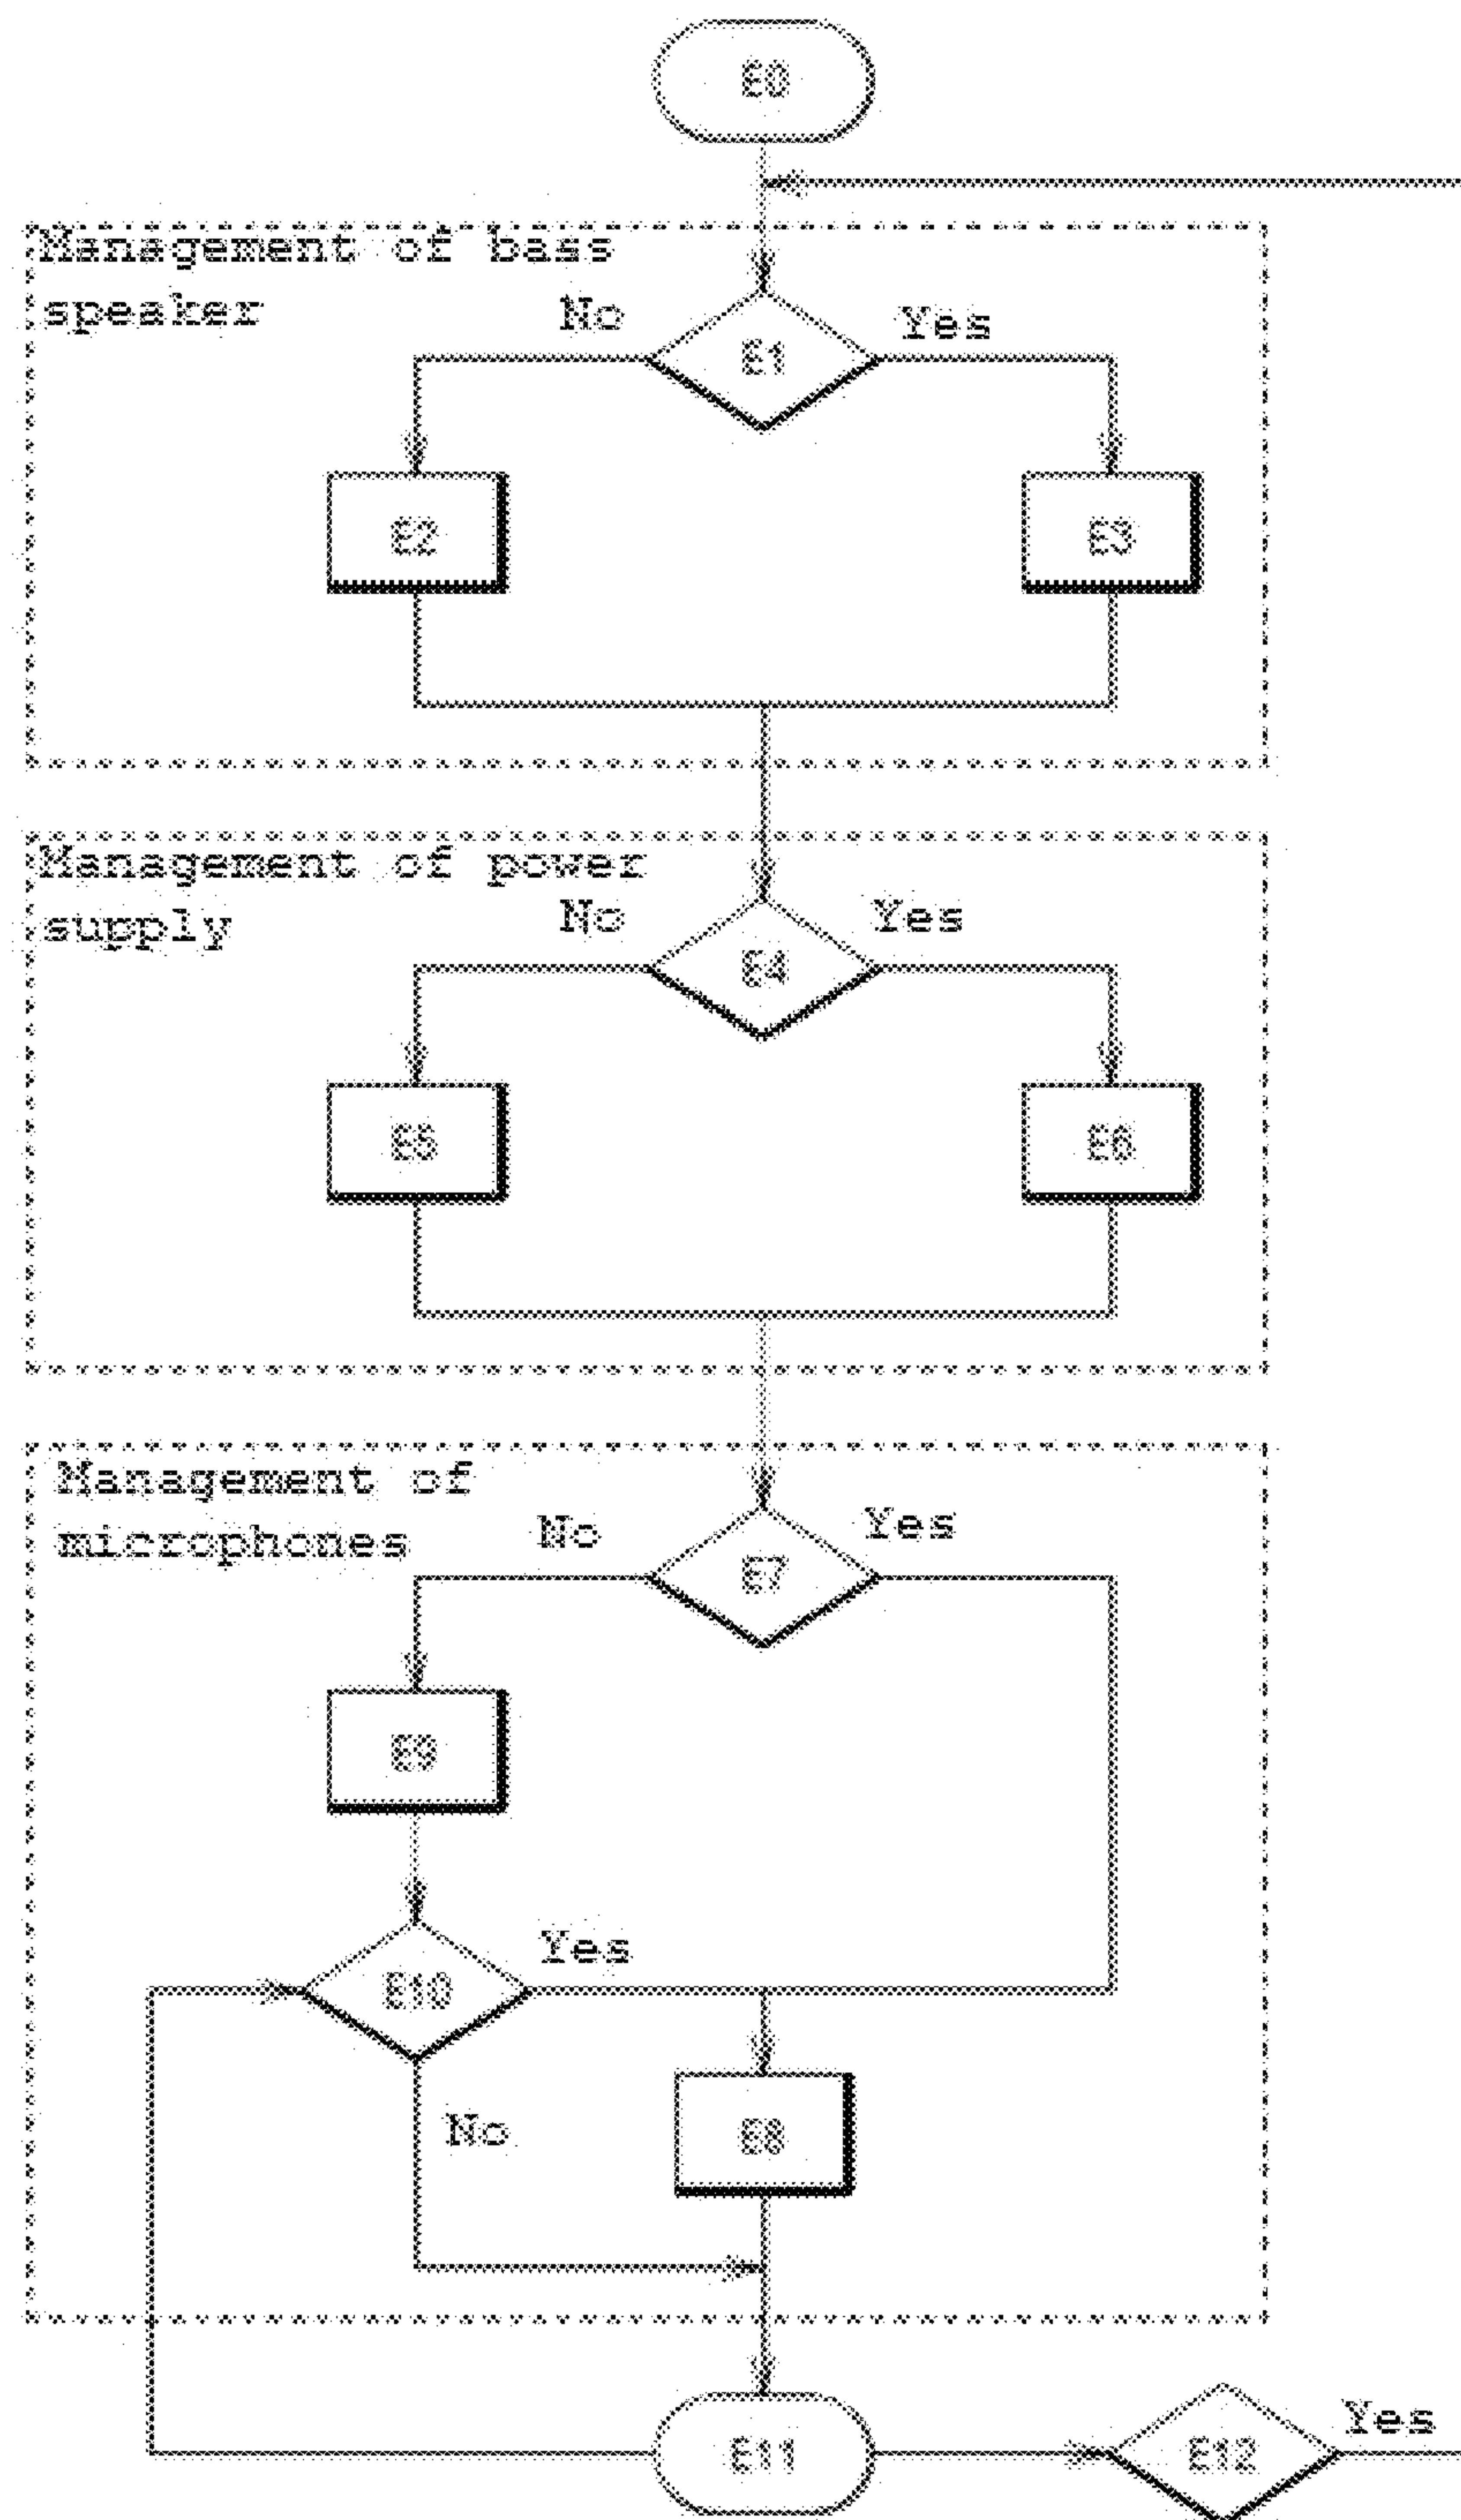 E0
Management of bass
speaker
No
Yes
E1
E2
E3
Management of power
supply
No
Yes
E4
E5
E6
Management of
microphones
No
Yes
E7
E9
Yes
E10
No
E8
E11
E12
Yes